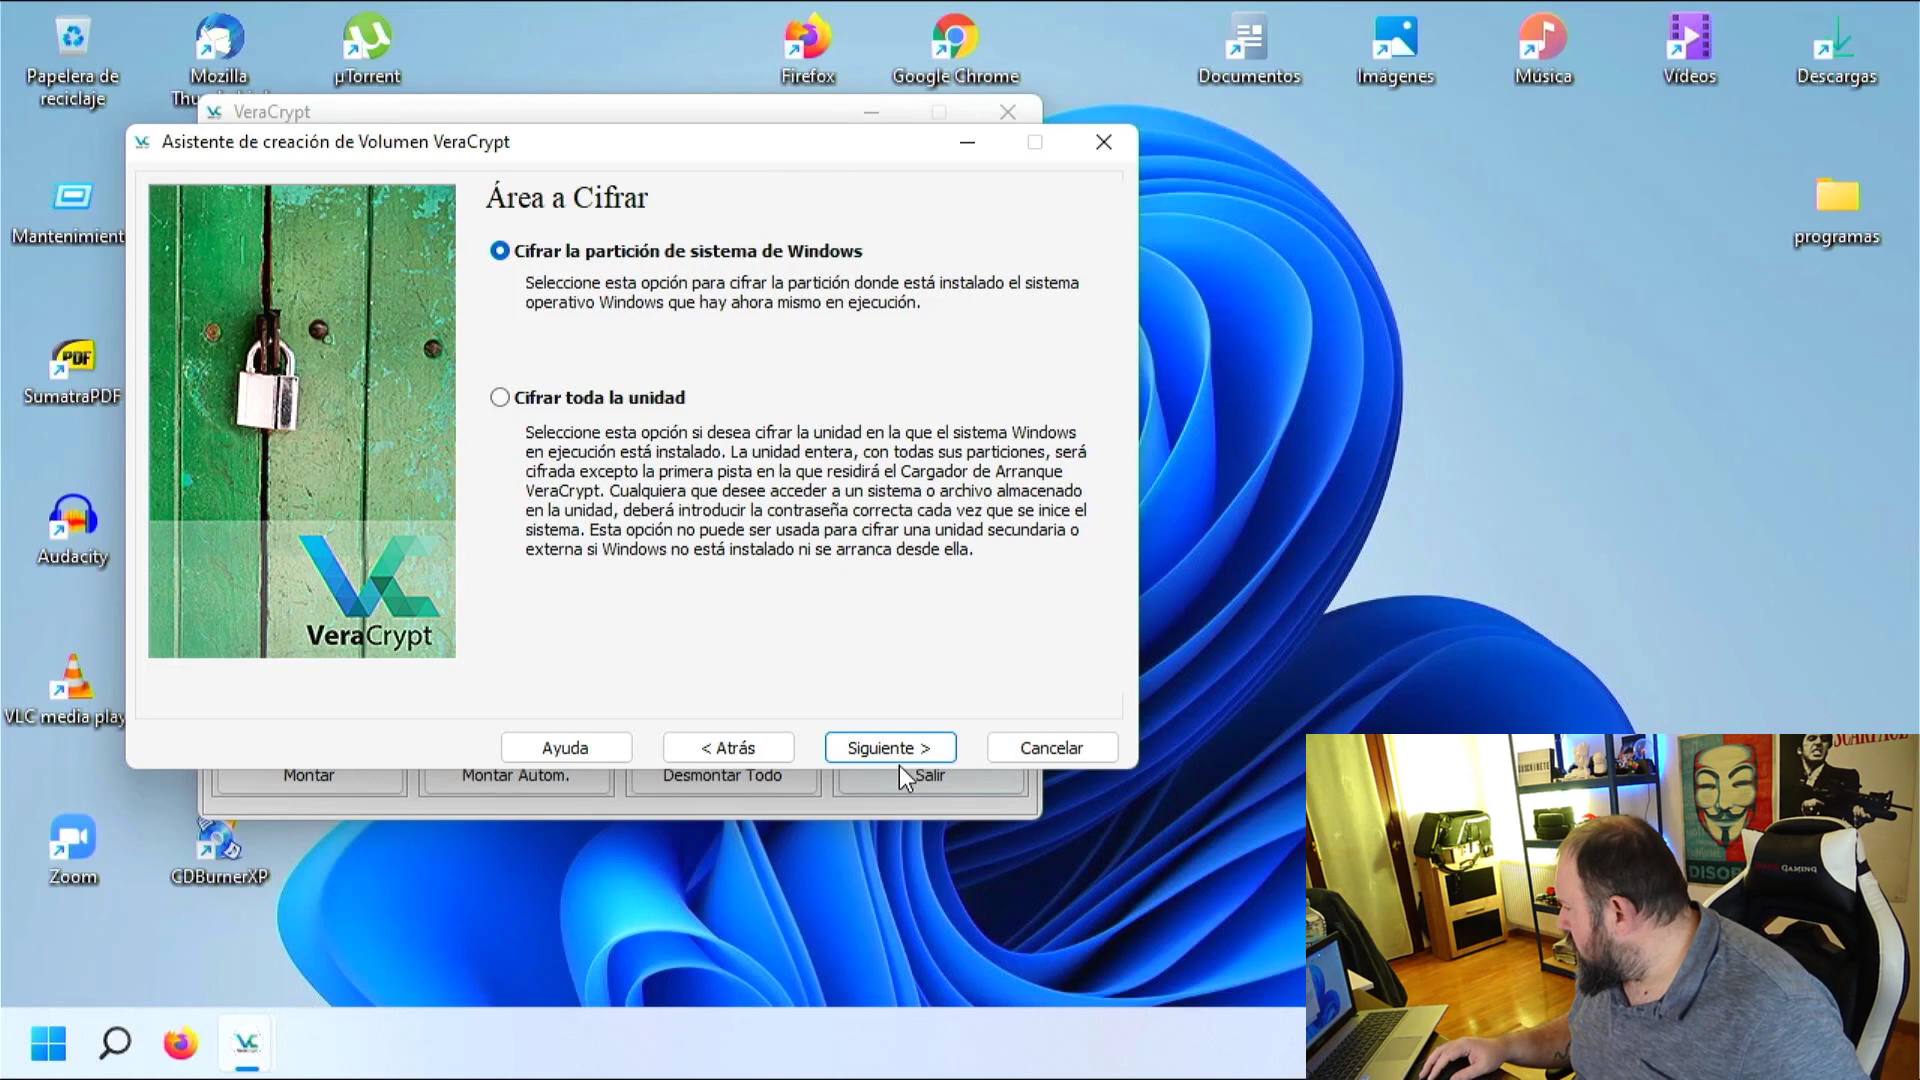 Papelera de
reciclaje
Mozilla
µTorrent
Firefox
Google Chrome
Documentos
Imágenes
Música
Vídeos
Descargas
VeraCrypt
Asistente de creación de Volumen VeraCrypt
Área a Cifrar
Cifrar la partición de sistema de Windows
Seleccione esta opción para cifrar la partición donde está instalado el sistema
operativo Windows que hay ahora mismo en ejecución.
Cifrar toda la unidad
Seleccione esta opción si desea cifrar la unidad en la que el sistema Windows
en ejecución está instalado. La unidad entera, con todas sus particiones, será
cifrada excepto la primera pista en la que residirá el Cargador de Arranque
VeraCrypt. Cualquiera que desee acceder a un sistema o archivo almacenado
en la unidad, deberá introducir la contraseña correcta cada vez que se inice el
sistema. Esta opción no puede ser usada para cifrar una unidad secundaria o
externa si Windows no está instalado ni se arranca desde ella.
VeraCrypt
Ayuda
< Atrás
Siguiente >
Cancelar
Montar
Montar Autom.
Desmontar Todo
Salir
Mantenimient
PDF
SumatraPDF
Audacity
VLC media play
Zoom
CDBurnerXP
programas
SUSCRÍBETE
SCARFACE
DISO
GAMING